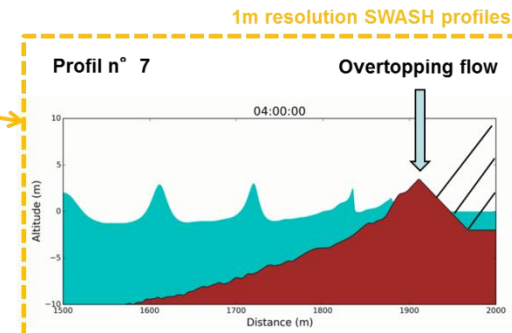 1m resolution SWASH profiles
Profil n° 7
Overtopping flow
04:00:00
10
5
0
−5
−10
Altitude (m)
1500
1600
1700
1800
1900
2000
Distance (m)